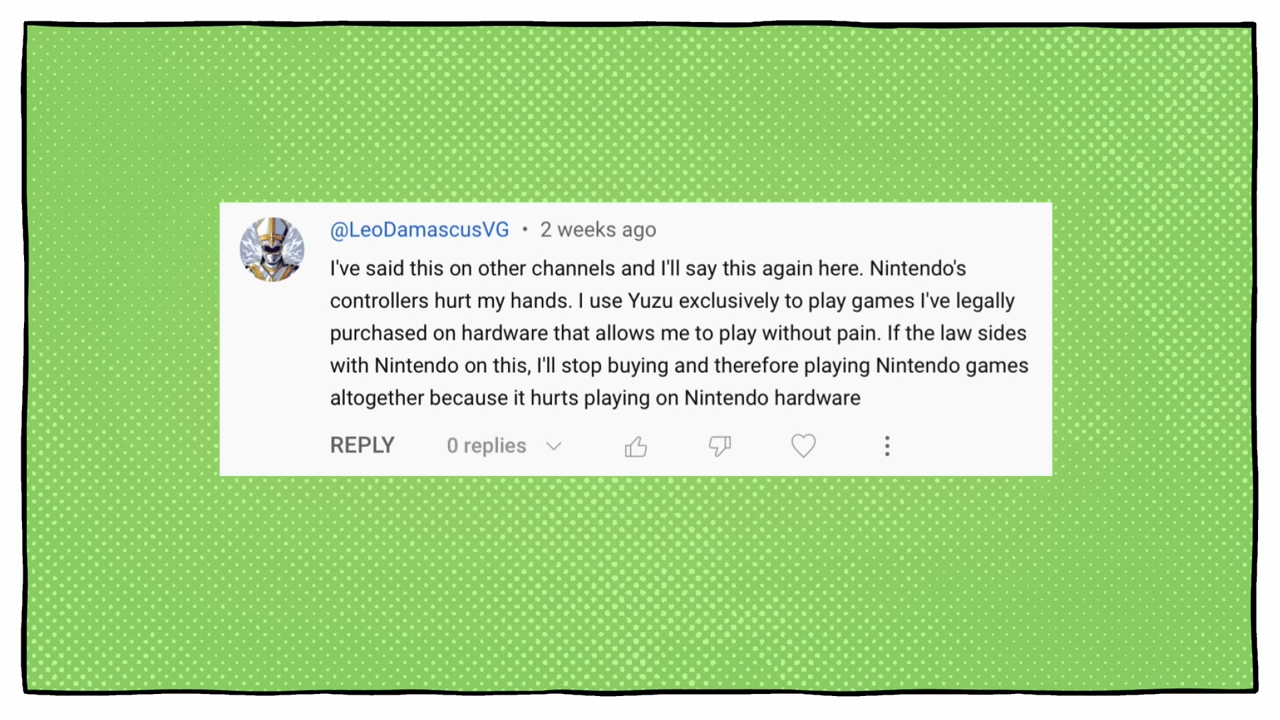 @LeoDamascusVG • 2 weeks ago
I've said this on other channels and I'll say this again here. Nintendo's
controllers hurt my hands. I use Yuzu exclusively to play games I've legally
purchased on hardware that allows me to play without pain. If the law sides
with Nintendo on this, I'll stop buying and therefore playing Nintendo games
altogether because it hurts playing on Nintendo hardware
REPLY 0 replies